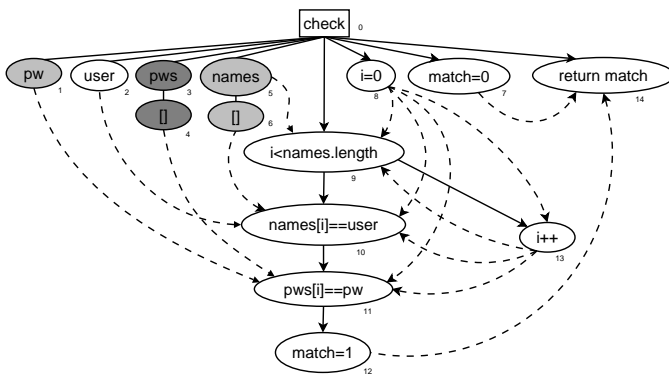 check 0
pw 1
user 2
pws 3
names 5
i=0 8
match=0 7
return match 14
[] 4
[] 6
i<names.length 9
names[i]==user 10
i++ 13
pws[i]==pw 11
match=1 12